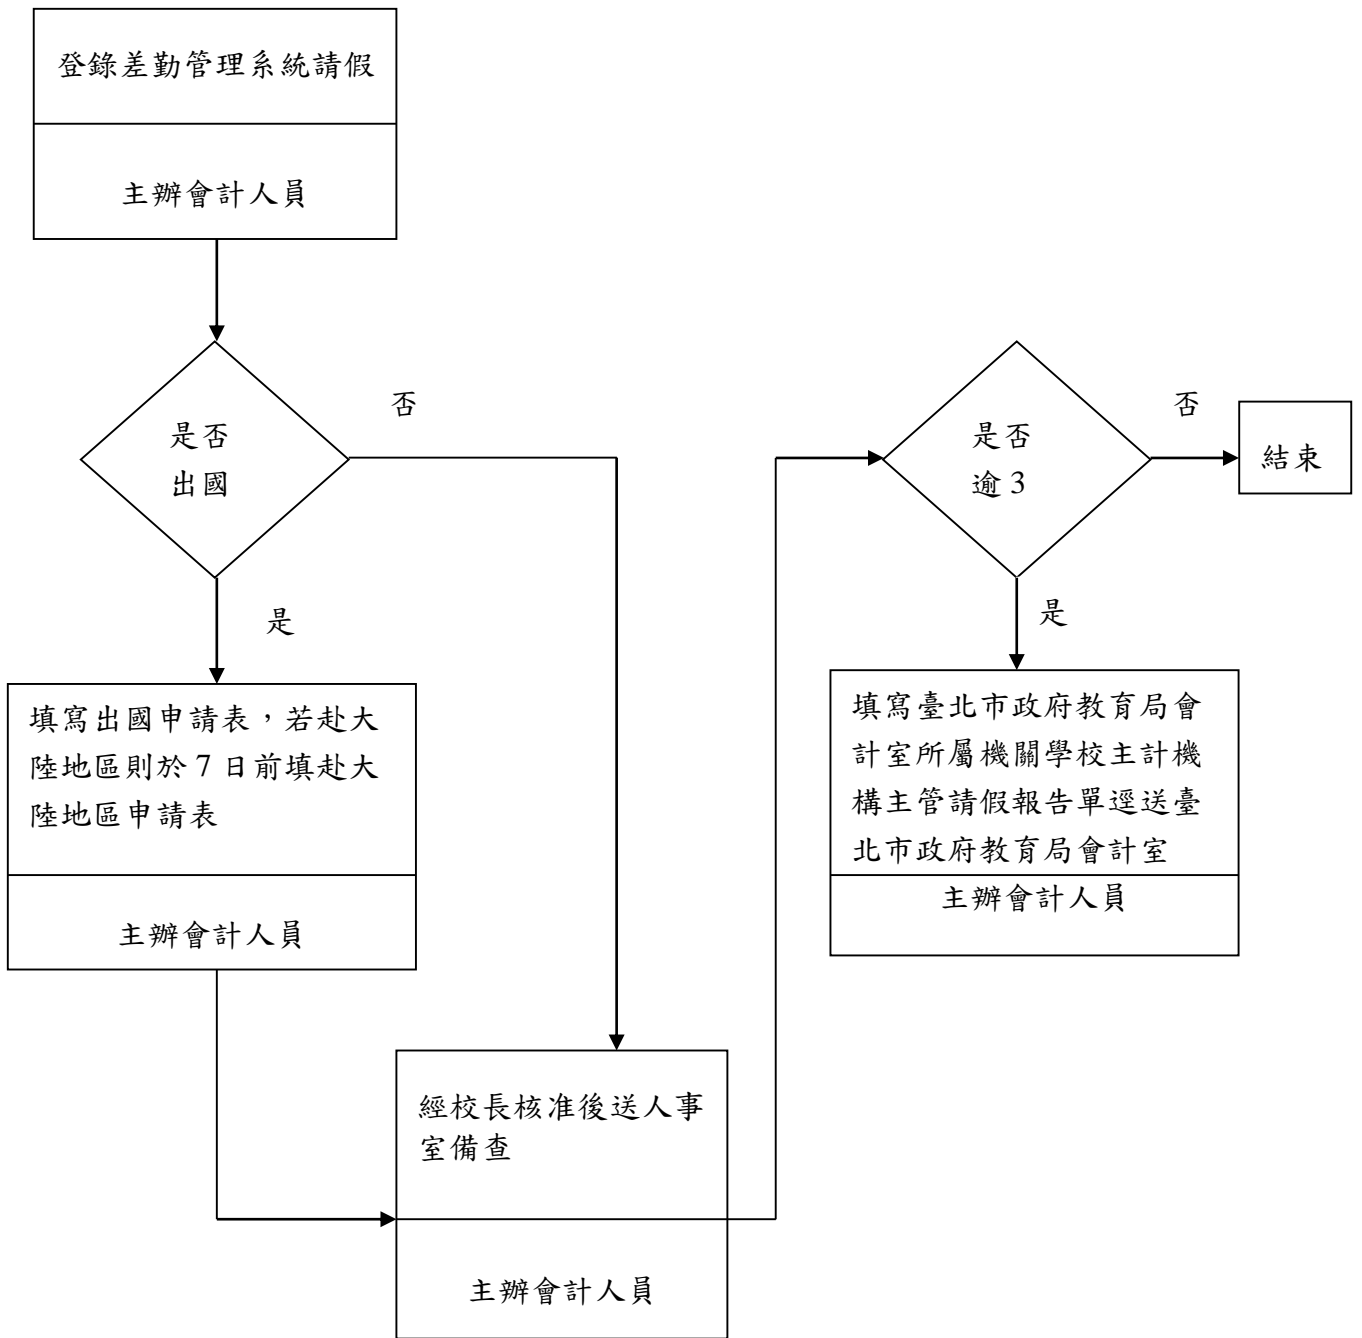 登錄差勤管理系統請假
主辦會計人員
是否
出國
否
是
填寫出國申請表，若赴大
陸地區則於 7 日前填赴大
陸地區申請表
主辦會計人員
經校長核准後送人事
室備查
主辦會計人員
是否
逾 3
否
結束
是
填寫臺北市政府教育局會
計室所屬機關學校主計機
構主管請假報告單逕送臺
北市政府教育局會計室
主辦會計人員